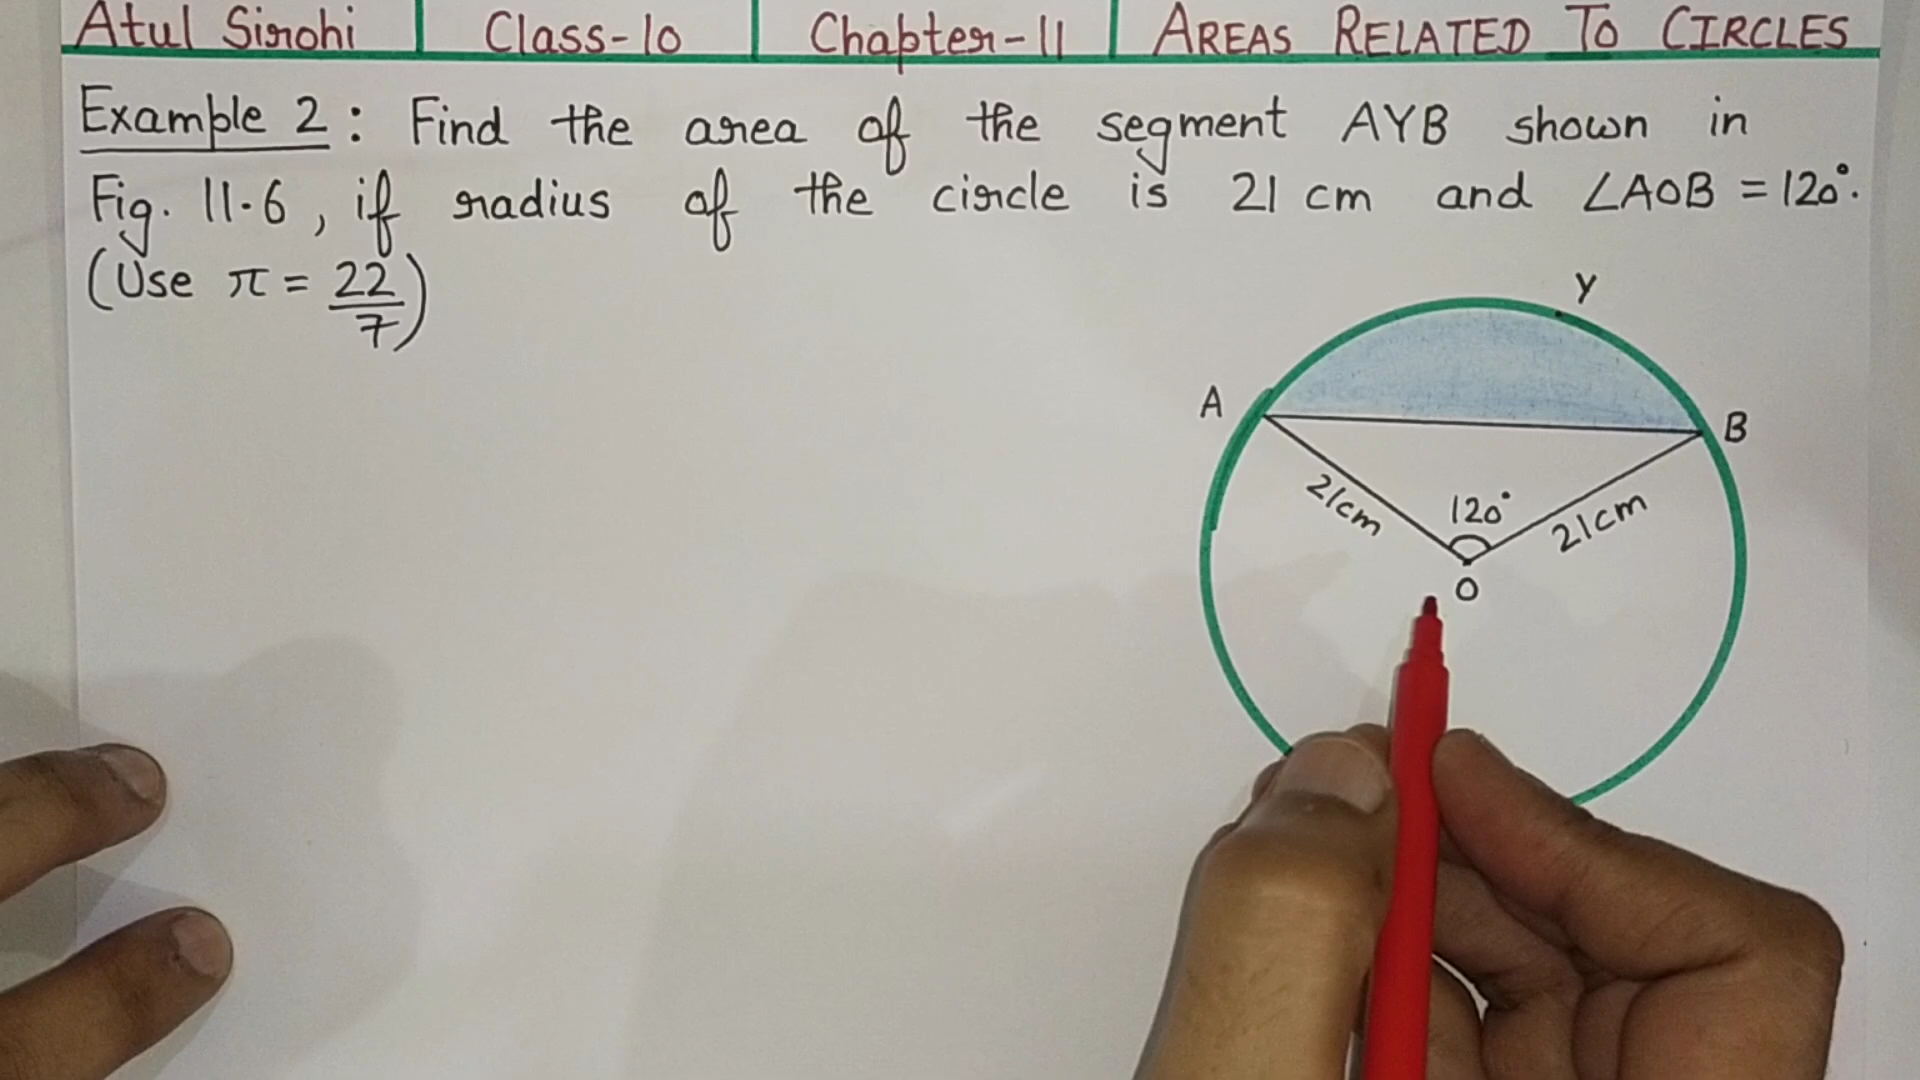 Atul Sirohi Class-10 Chapter-11 AREAS RELATED TO CIRCLES
Example 2: Find the area of the segment AYB shown in
Fig. 11.6, if radius of the circle is 21 cm and ∠AOB = 120°.
(Use π = 22/7)
Y
A
B
21cm
120°
21cm
O